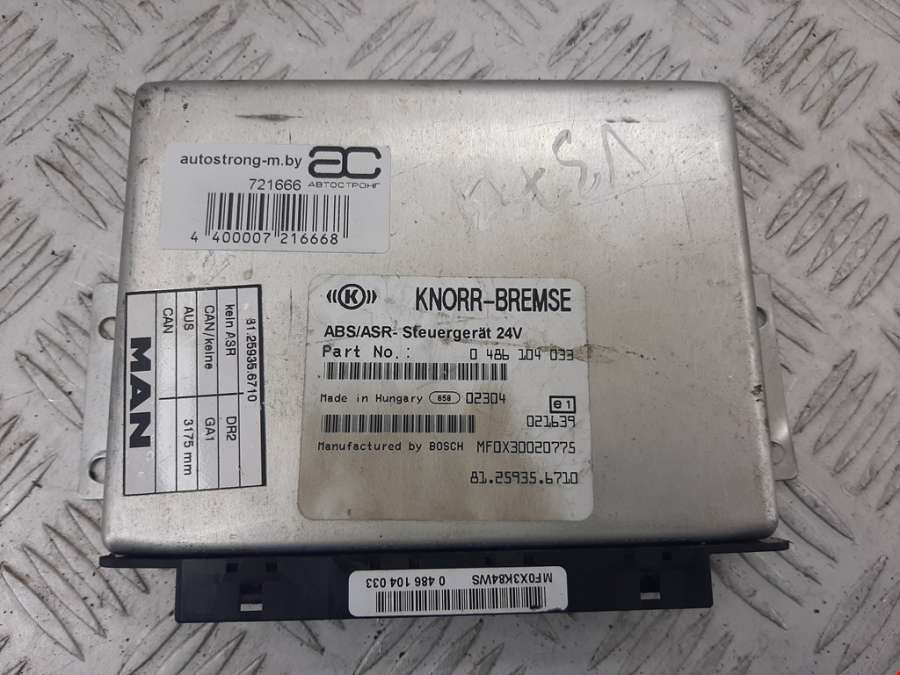 autostrong-m.by
ac
721666 АВТОСТРОНГ
4 400007 216668
K KNORR-BREMSE
ABS/ASR- Steuergerät 24V
Part No.: 0 486 104 033
Made in Hungary 658 02304 e1
021639
Manufactured by BOSCH MF0X30020775
81.25935.6710
81.25935.6710
kein ASR DR2
CAN/keine GA1
AUS 3175 mm
CAN
MAN
MF0X3K84WS
0 486 104 033